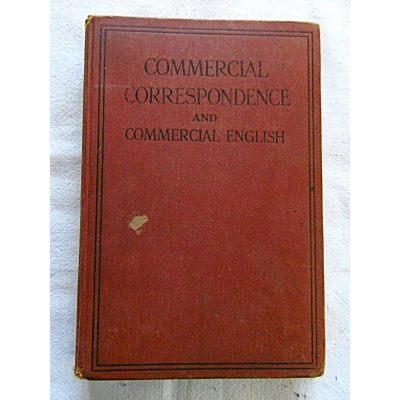 COMMERCIAL
CORRESPONDENCE
AND
COMMERCIAL ENGLISH